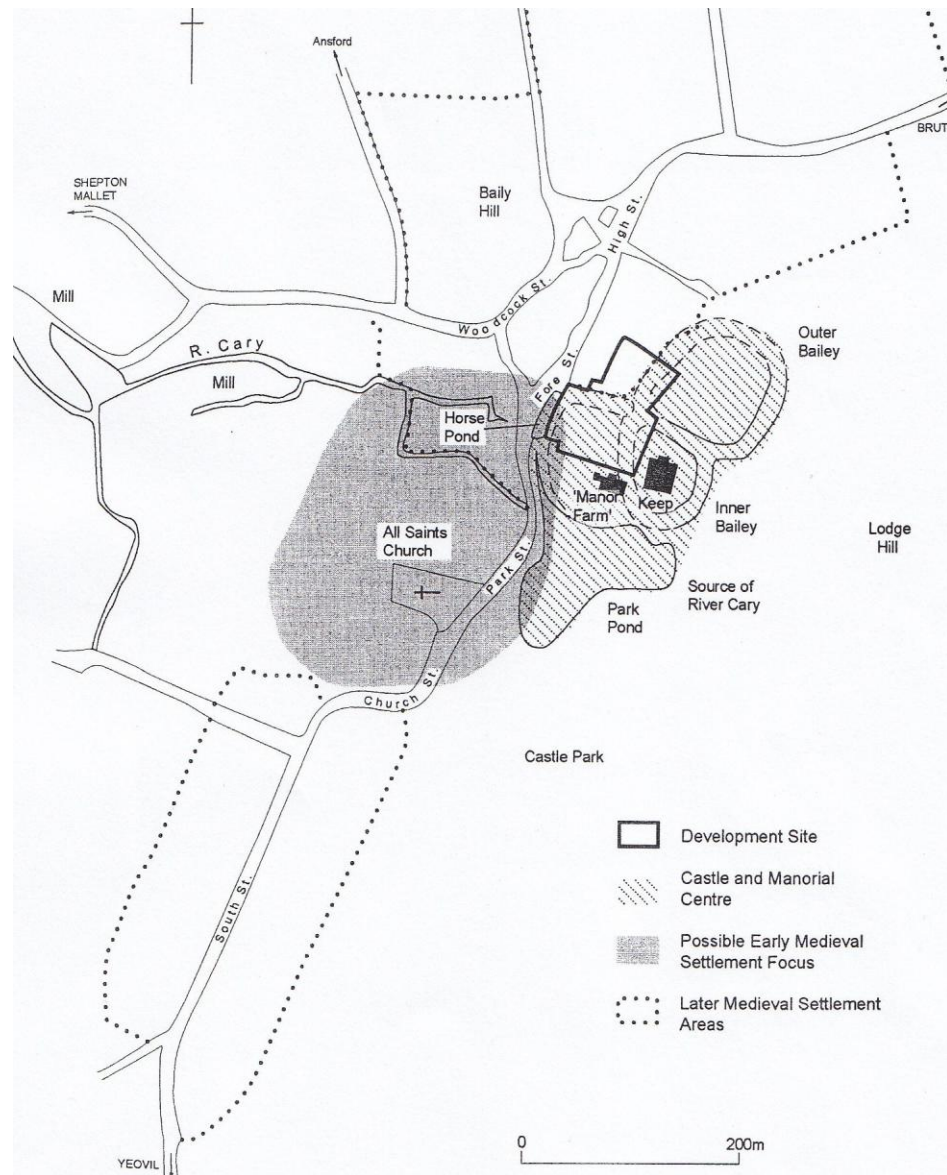 Ansford
BRUT
SHEPTON
MALLET
Baily
Hill
High St.
Mill
Woodcock St.
R. Cary
Outer
Bailey
Mill
Fore St.
Horse
Pond
'Manor
Farm'
Keep
Inner
Bailey
Lodge
Hill
All Saints
Church
Park St.
Source of
River Cary
Park
Pond
Church St.
Castle Park
South St.
Development Site
Castle and Manorial
Centre
Possible Early Medieval
Settlement Focus
Later Medieval Settlement
Areas
0
200m
YEOVIL